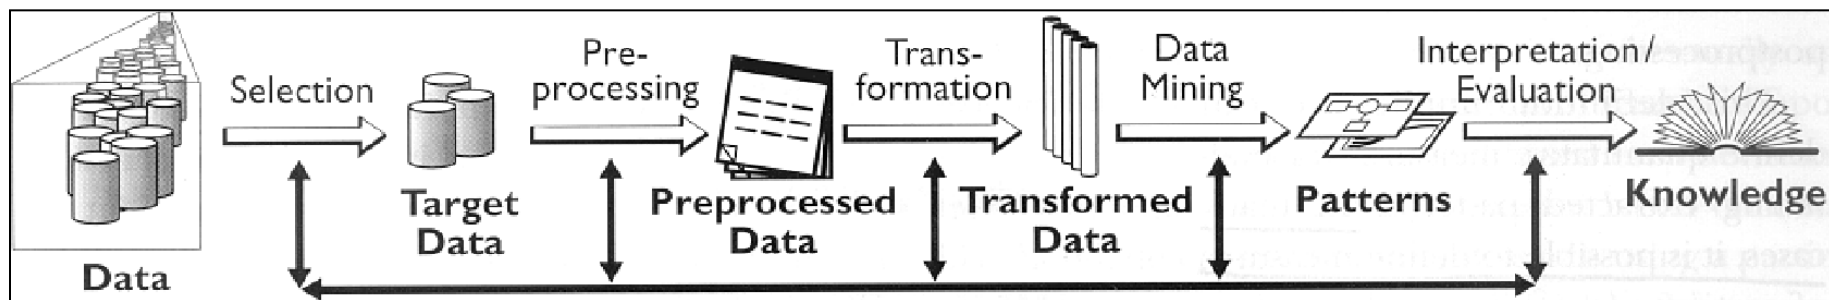 Selection
Pre-
processing
Trans-
formation
Data
Mining
Interpretation/
Evaluation
Data
Target
Data
Preprocessed
Data
Transformed
Data
Patterns
Knowledge